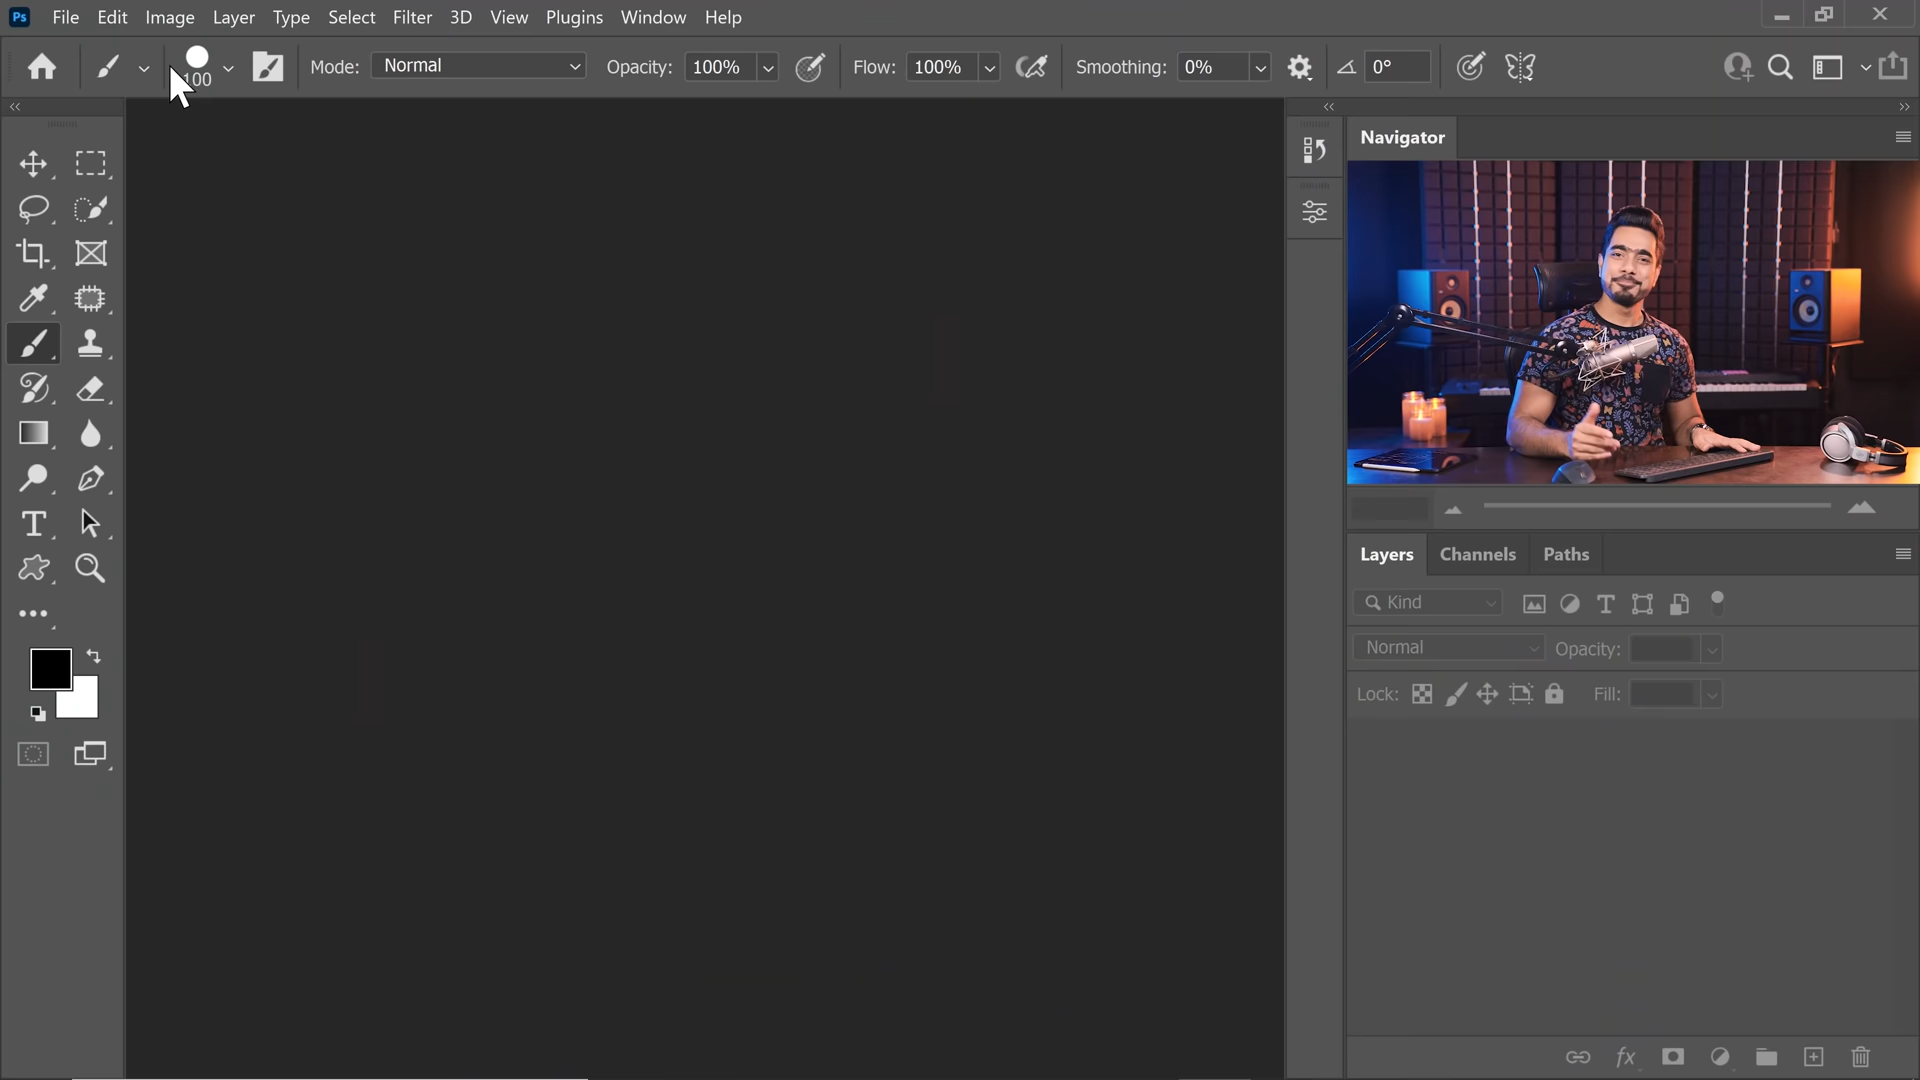 Ps File Edit Image Layer Type Select Filter 3D View Plugins Window Help
100 Mode: Normal Opacity: 100% Flow: 100% Smoothing: 0% 0°
Navigator
Layers Channels Paths
Kind
Normal Opacity:
Lock: Fill:
fx